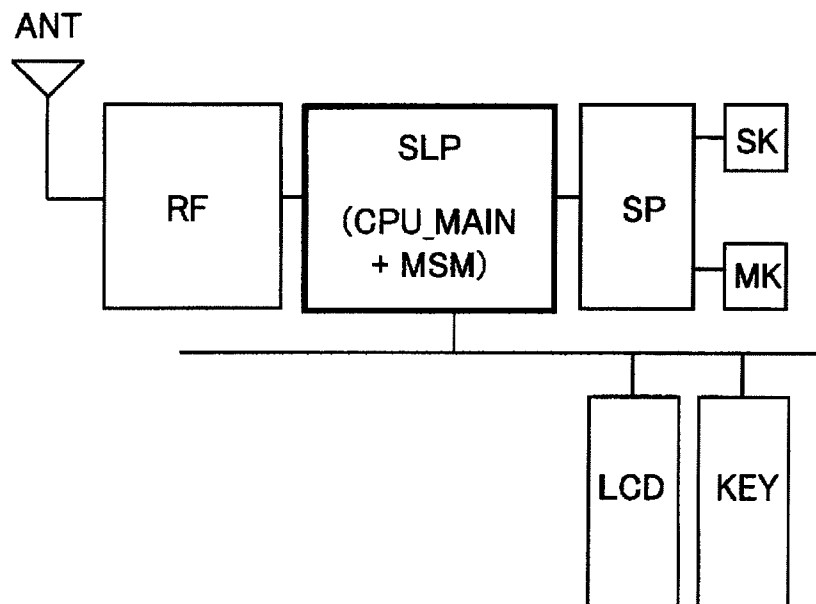 ANT
RF
SLP
(CPU_MAIN
+ MSM)
SP
SK
MK
LCD
KEY